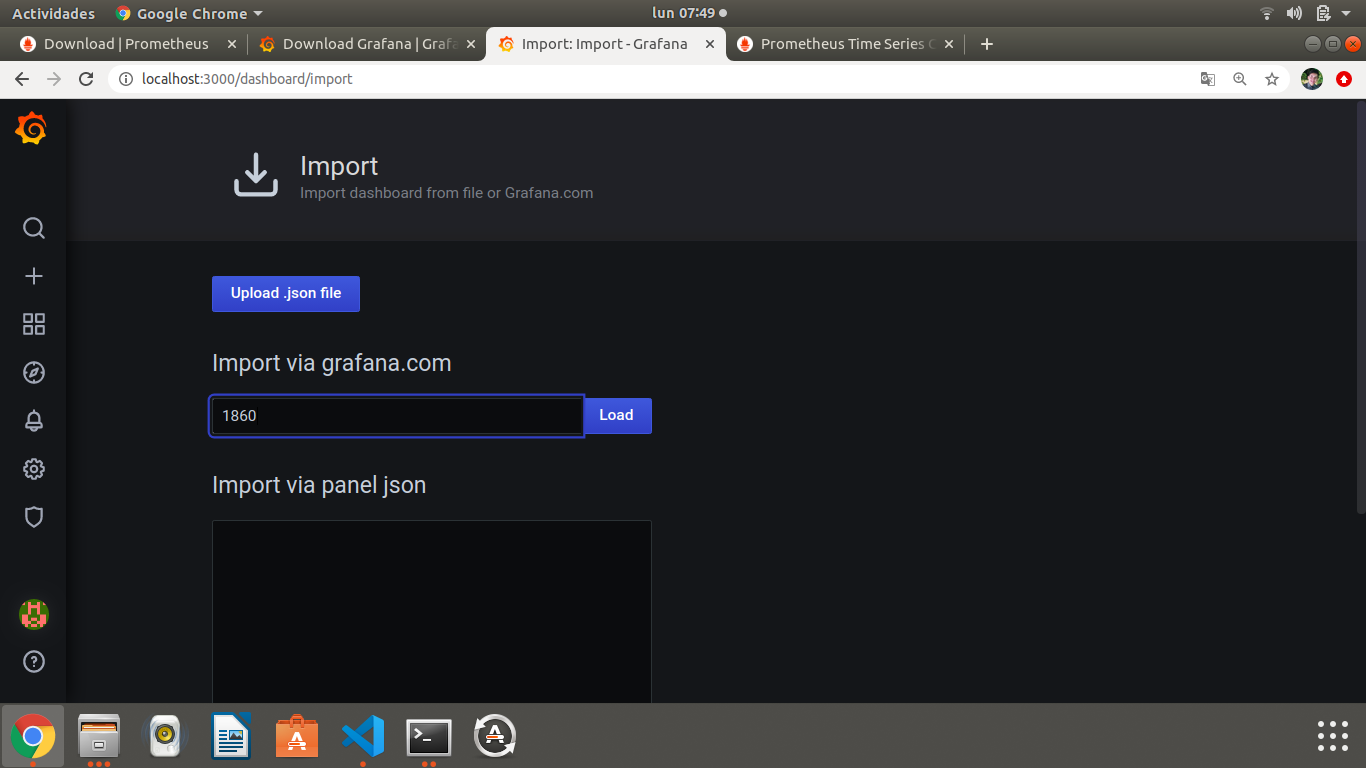 Actividades
Google Chrome
lun 07:49
Download | Prometheus
Download Grafana | Grafa
Import: Import - Grafana
Prometheus Time Series
localhost:3000/dashboard/import
Import
Import dashboard from file or Grafana.com
Upload .json file
Import via grafana.com
1860
Load
Import via panel json